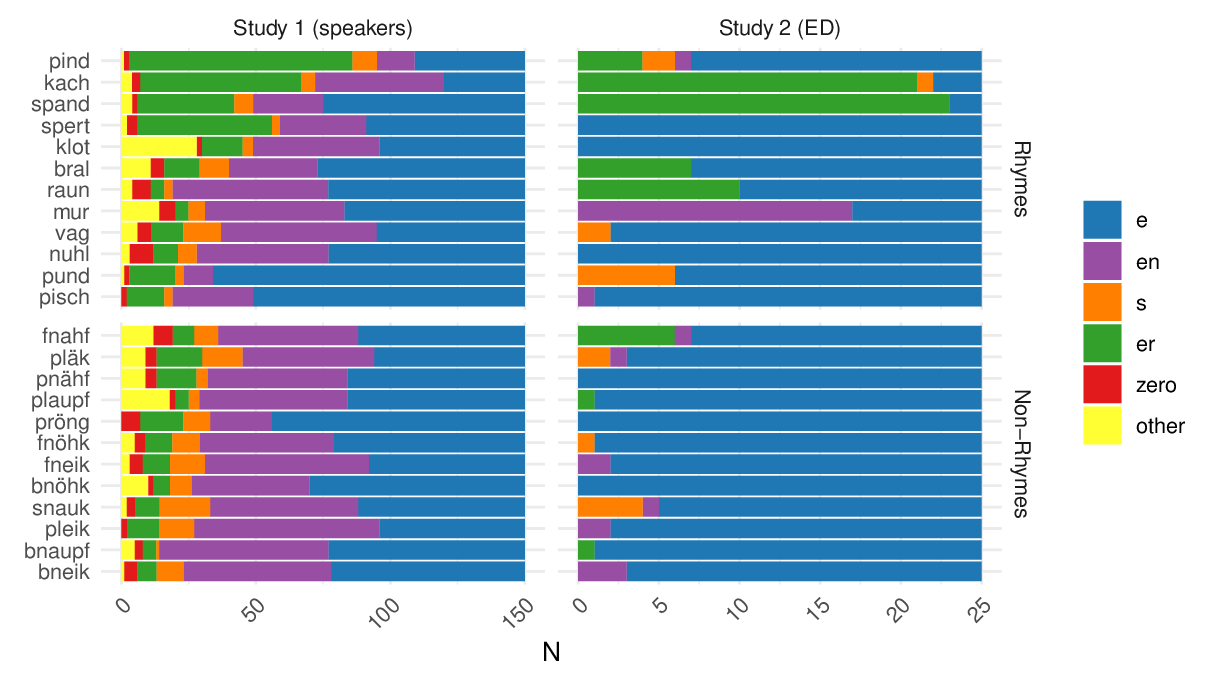 Study 1 (speakers)
Study 2 (ED)
pind
kach
spand
spert
klot
bral
raun
mur
vag
nuhl
pund
pisch
Rhymes
fnahf
pläk
pnähf
plaupf
pröng
fnöhk
fneik
bnöhk
snauk
pleik
bnaupf
bneik
Non−Rhymes
0
50
100
150
0
5
10
15
20
25
N
e
en
s
er
zero
other